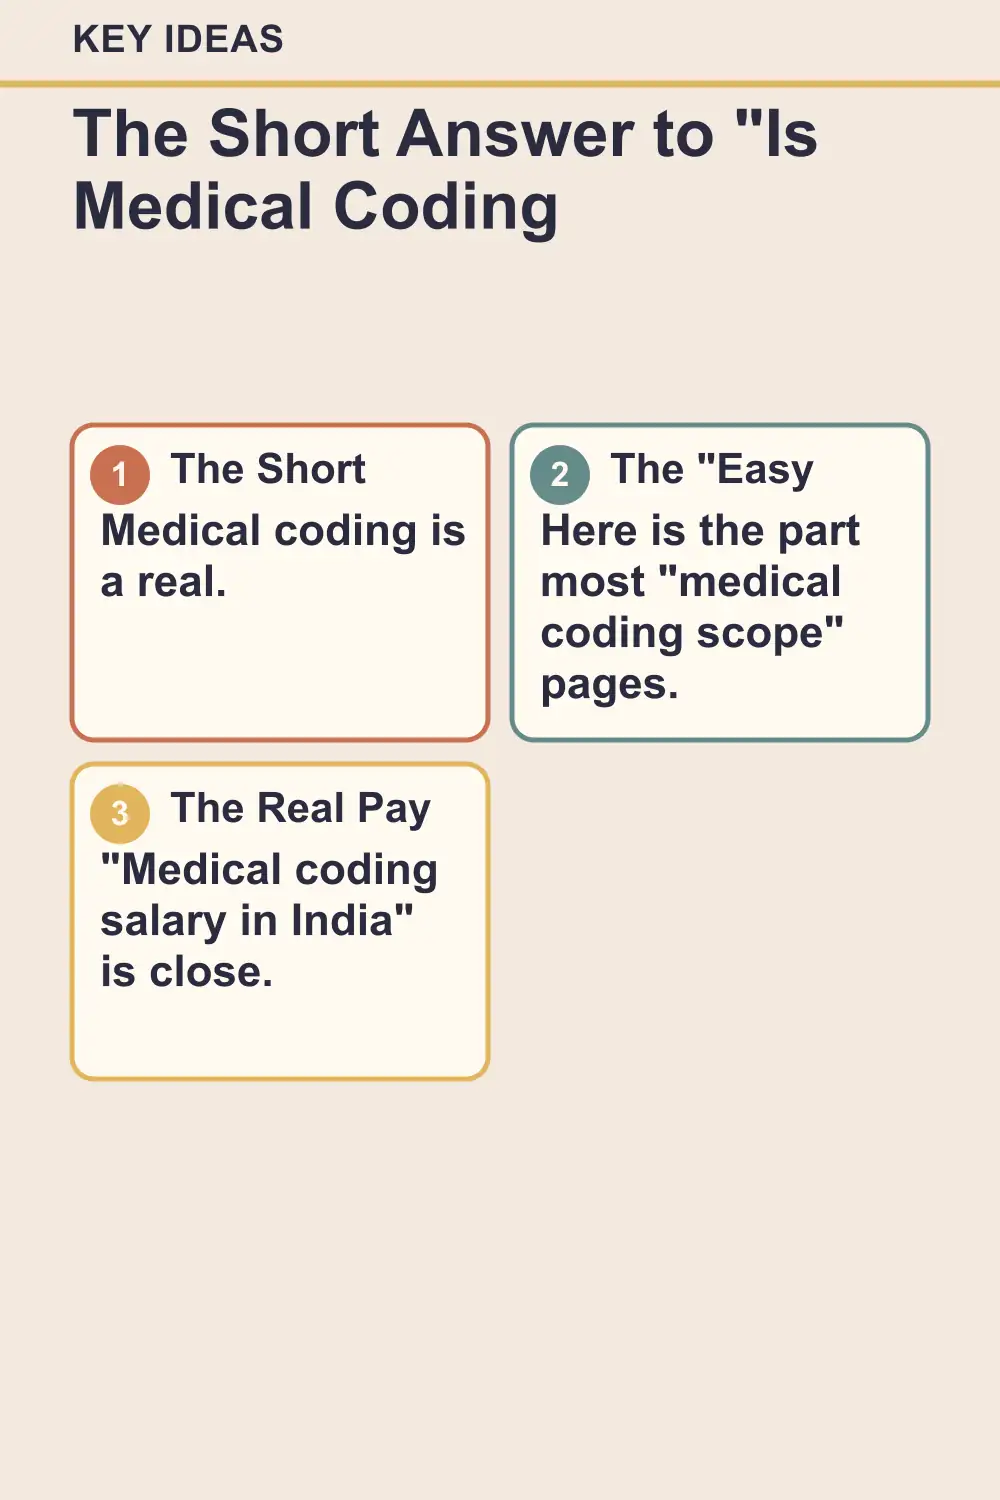 KEY IDEAS
The Short Answer to "Is
Medical Coding
1 The Short
Medical coding is
a real.
2 The "Easy
Here is the part
most "medical
coding scope"
pages.
3 The Real Pay
"Medical coding
salary in India"
is close.